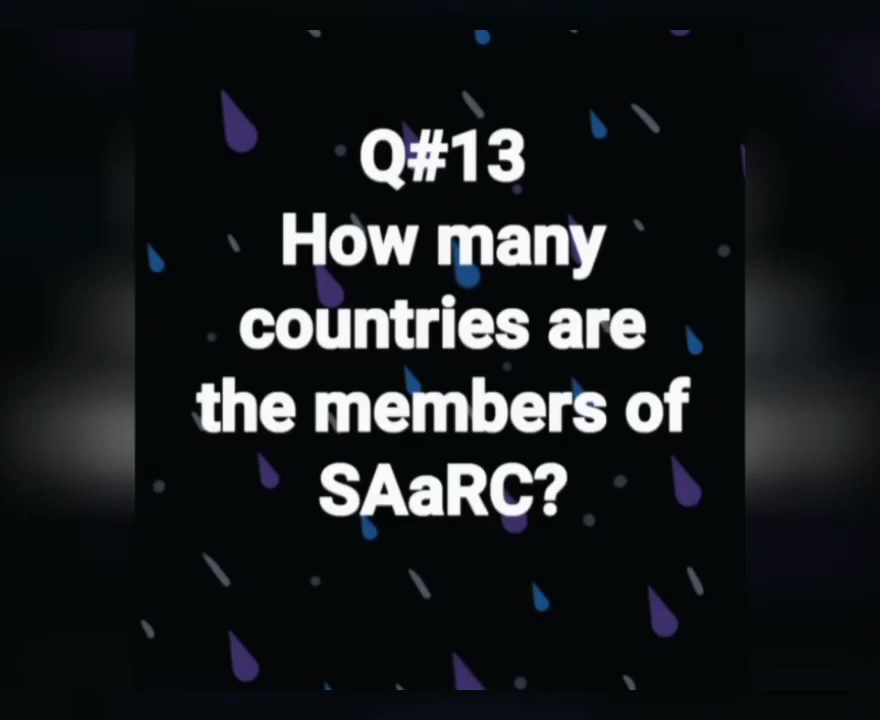 Q#13
How many
countries are
the members of
SAaRC?